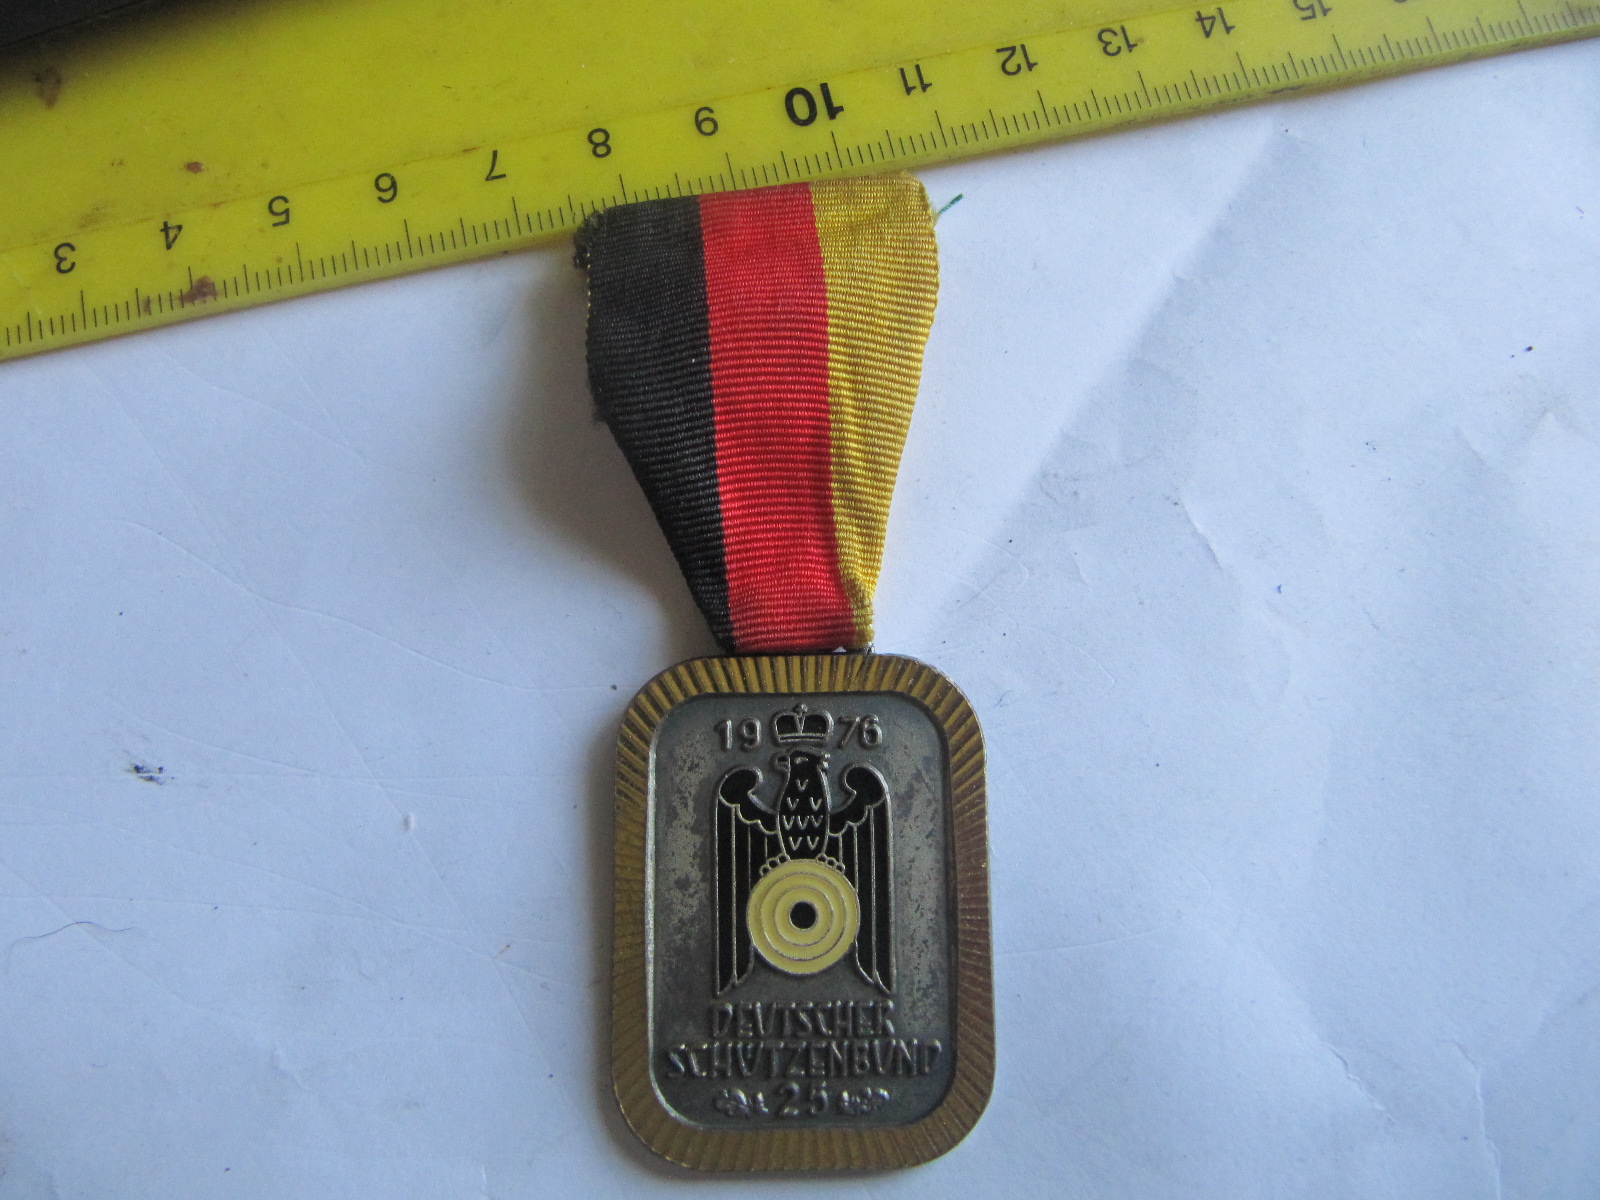 3 4 5 6 7 8 9 10 11 12 13 14 15
1976
DEUTSCHER
SCHÜTZENBUND
25